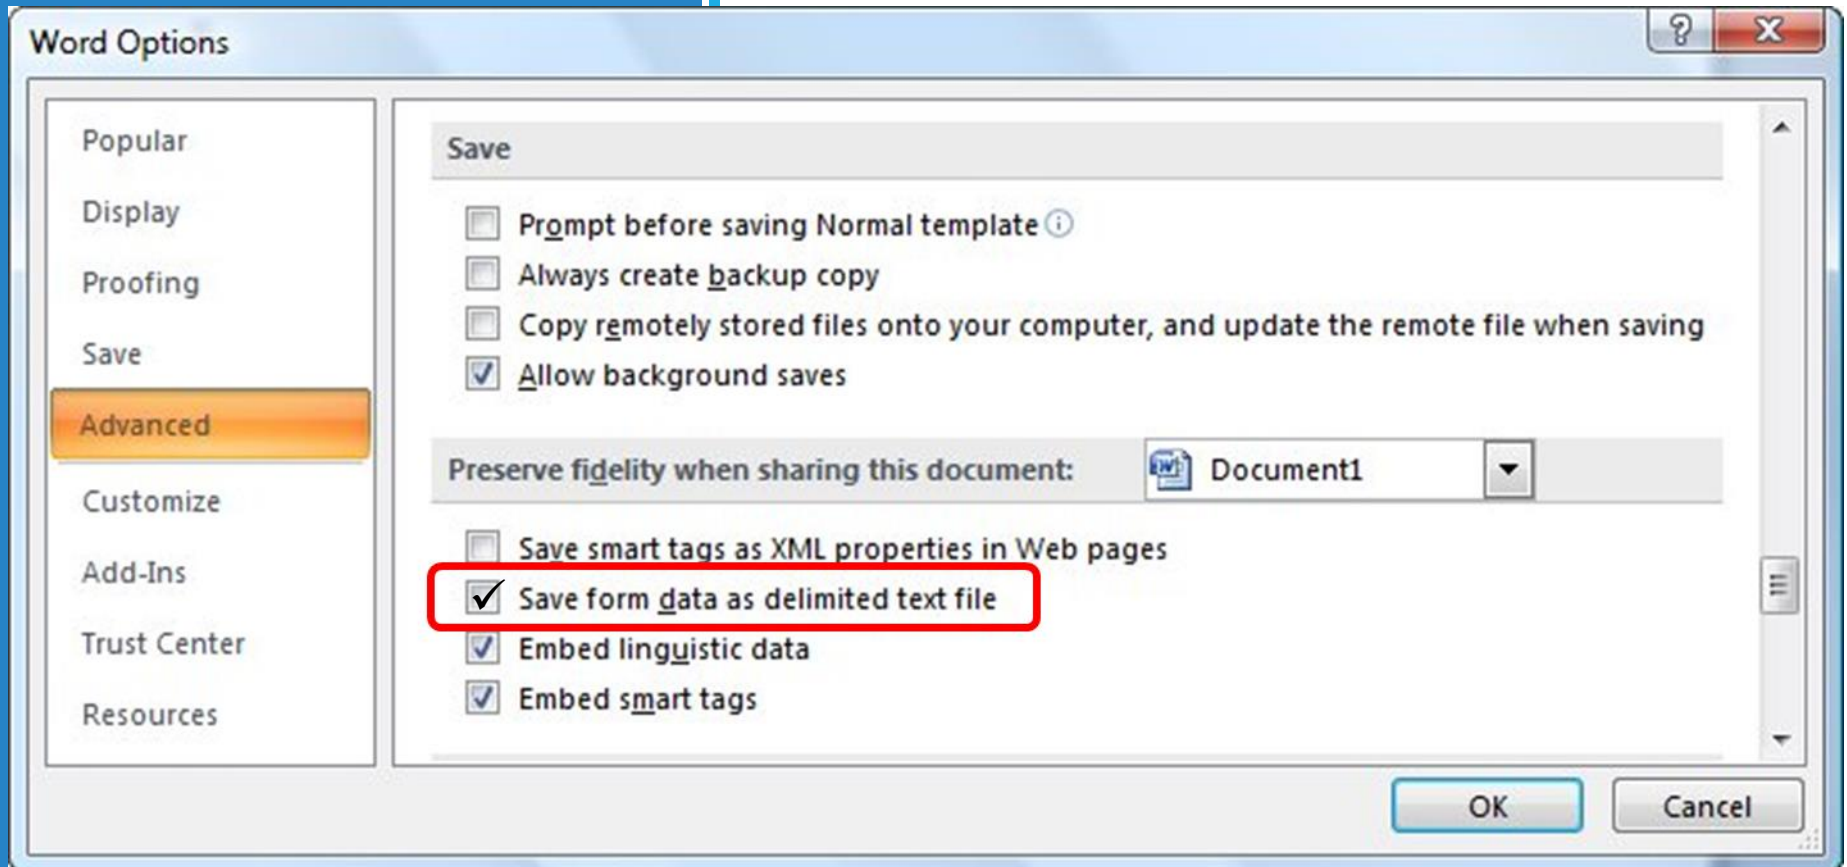 Word Options
Popular
Display
Proofing
Save
Advanced
Customize
Add-Ins
Trust Center
Resources
Save
Prompt before saving Normal template
Always create backup copy
Copy remotely stored files onto your computer, and update the remote file when saving
Allow background saves
Preserve fidelity when sharing this document: Document1
Save smart tags as XML properties in Web pages
Save form data as delimited text file
Embed linguistic data
Embed smart tags
OK Cancel